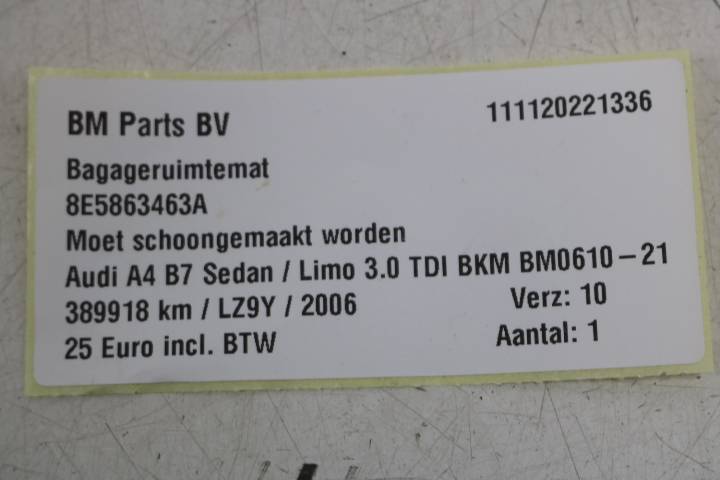 BM Parts BV 111120221336
Bagageruimtemat
8E5863463A
Moet schoongemaakt worden
Audi A4 B7 Sedan / Limo 3.0 TDI BKM BM0610-21
389918 km / LZ9Y / 2006 Verz: 10
25 Euro incl. BTW Aantal: 1